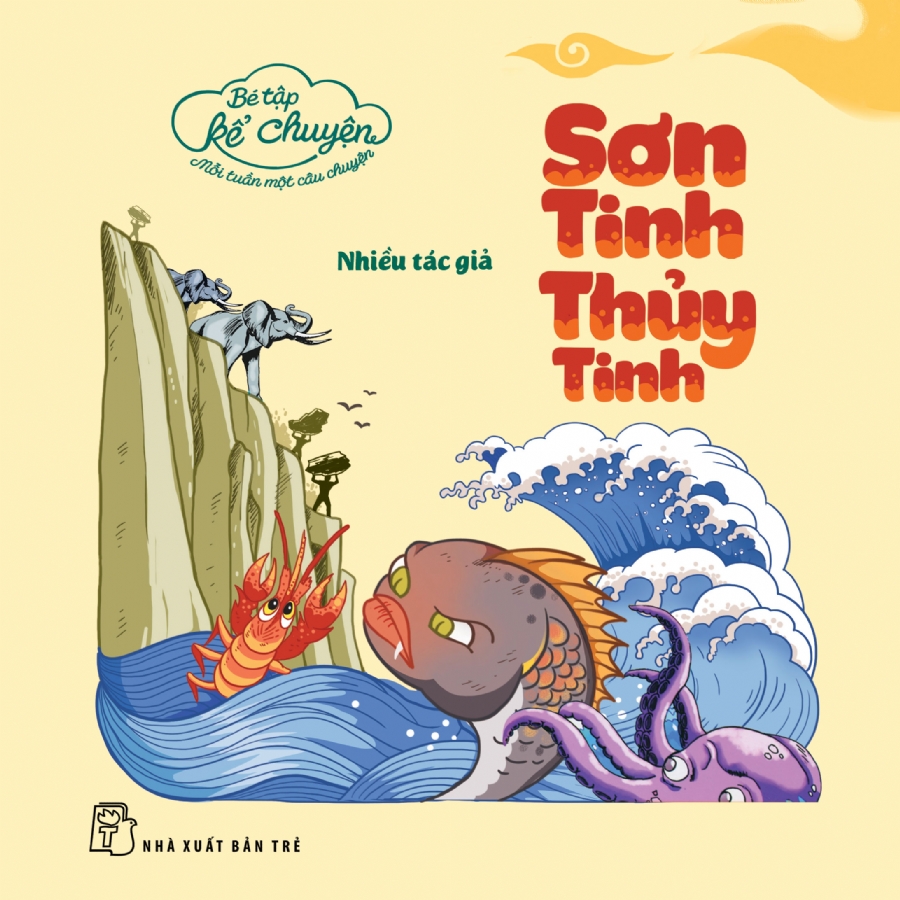 Bé tập
kể chuyện
Mỗi tuần một câu chuyện
Sơn
Tinh
Thủy
Tinh
Nhiều tác giả
T
NHÀ XUẤT BẢN TRẺ